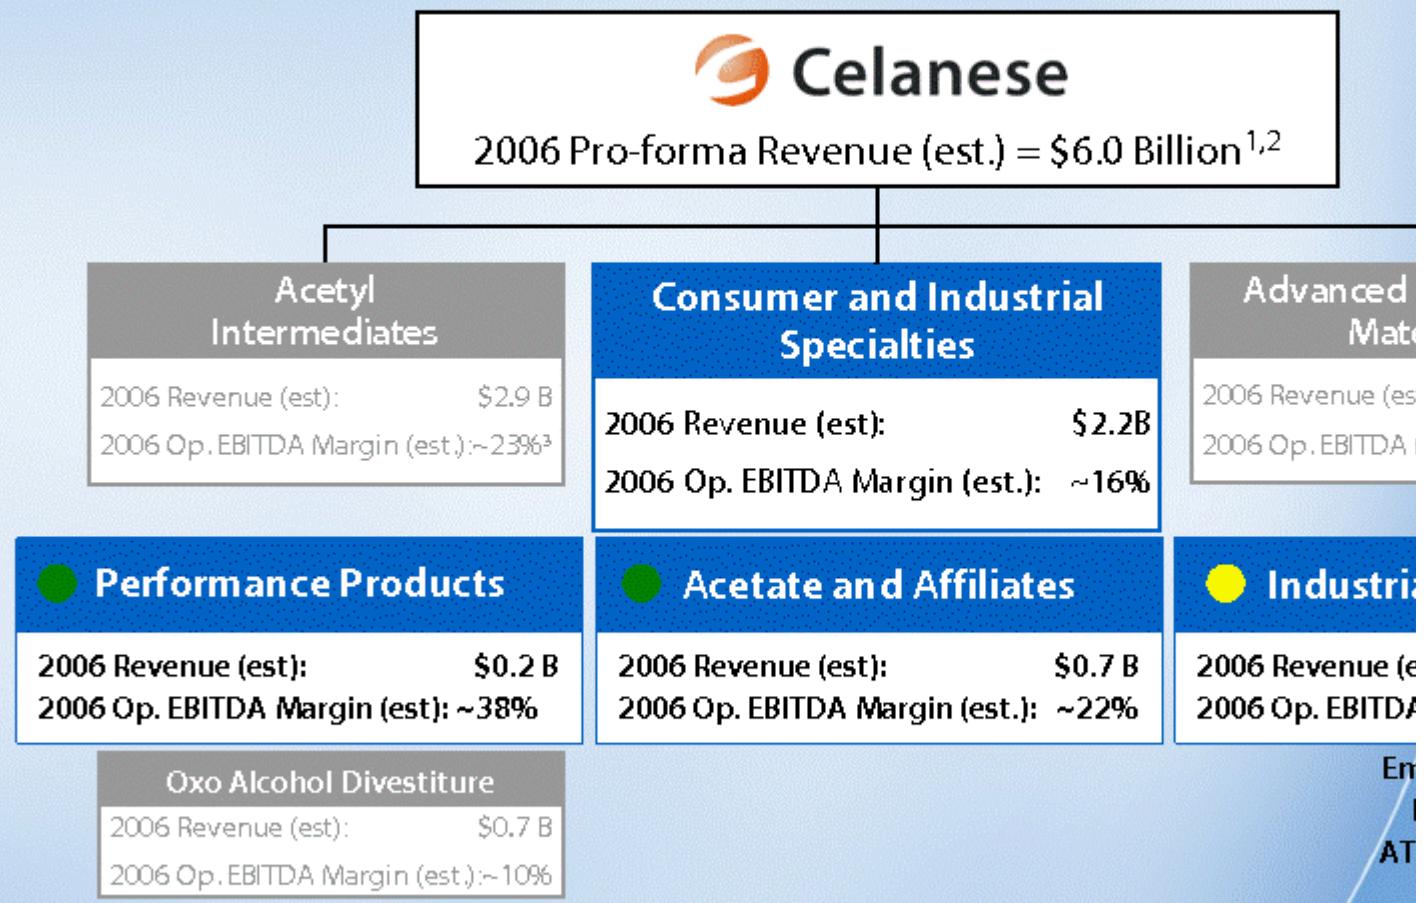 Celanese
2006 Pro-forma Revenue (est.) = $6.0 Billion1,2
Acetyl
Intermediates
2006 Revenue (est): $2.9 B
2006 Op. EBITDA Margin (est.):~23%³
Consumer and Industrial
Specialties
2006 Revenue (est): $2.2B
2006 Op. EBITDA Margin (est.): ~16%
Advanced
2006 Revenue
2006 Op. EBITDA
Performance Products
2006 Revenue (est): $0.2 B
2006 Op. EBITDA Margin (est): ~38%
Acetate and Affiliates
2006 Revenue (est): $0.7 B
2006 Op. EBITDA Margin (est.): ~22%
2006 Revenue
2006 Op. EBITDA
Oxo Alcohol Divestiture
2006 Revenue (est): $0.7 B
2006 Op. EBITDA Margin (est.):~10%